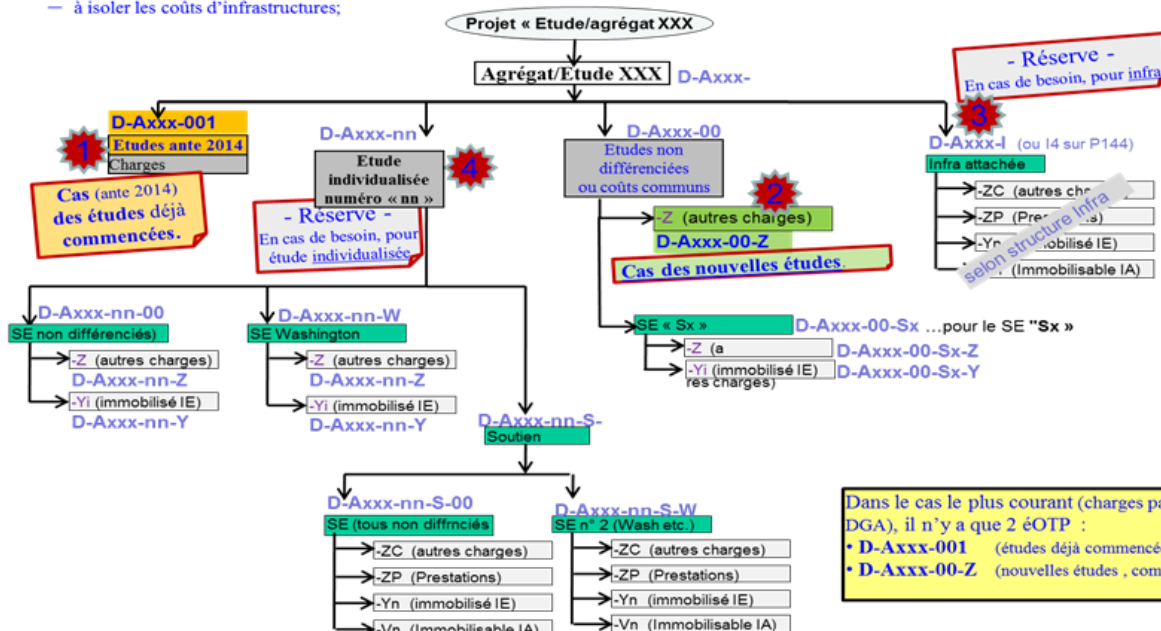 — à isoler les coûts d’infrastructures;
Projet « Etude/agrégat XXX
Agrégat/Etude XXX
D-Axxx-
- Réserve -
En cas de besoin, pour infra
1
D-Axxx-001
Etudes ante 2014
Charges
Cas (ante 2014)
des études déjà
commencées.
D-Axxx-nn
Etude
individualisée
numéro « nn »
4
- Réserve -
En cas de besoin, pour
étude individualisée
D-Axxx-00
Etudes non
différenciées
ou coûts communs
2
-Z (autres charges)
D-Axxx-00-Z
Cas des nouvelles études.
3
D-Axxx-I (ou I4 sur P144)
Infra attachée
-ZC (autres
-ZP
-Yn
IE)
(Immobilisable IA)
selon structure Infra
D-Axxx-nn-00
SE non différenciés)
-Z (autres charges)
D-Axxx-nn-Z
-Yi (immobilisé IE)
D-Axxx-nn-Y
D-Axxx-nn-W
SE Washington
-Z (autres charges)
D-Axxx-nn-Z
-Yi (immobilisé IE)
D-Axxx-nn-Y
SE « Sx »
D-Axxx-00-Sx ...pour le SE "Sx »
-Z (a
D-Axxx-00-Sx-Z
-Yi (immobilisé IE)
D-Axxx-00-Sx-Y
res charges)
D-Axxx-nn-S-
Soutien
D-Axxx-nn-S-00
SE (tous non diffrnciés
-ZC (autres charges)
-ZP (Prestations)
-Yn (immobilisé IE)
-Vn (Immobilisable IA)
D-Axxx-nn-S-W
SE n° 2 (Wash etc.)
-ZC (autres charges)
-ZP (Prestations)
-Yn (immobilisé IE)
-Vn (Immobilisable IA)
Dans le cas le plus courant (charges
DGA), il n’y a que 2 éOTP :
• D-Axxx-001 (études déjà
• D-Axxx-00-Z (nouvelles études ,